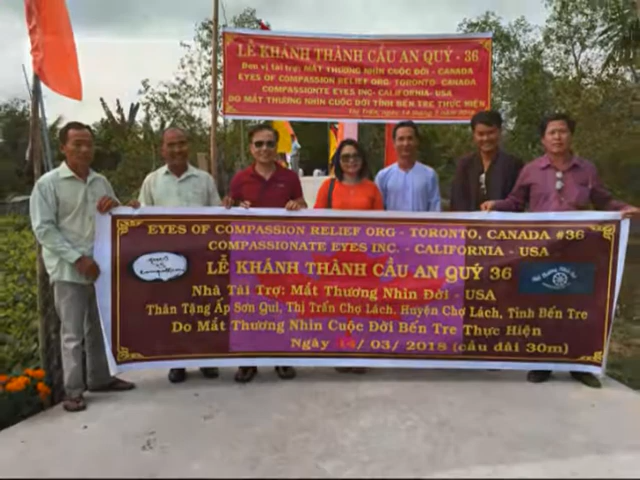 LỄ KHÁNH THÀNH CẦU AN QUÝ - 36
Đơn vị tài trợ: MẮT THƯƠNG NHÌN CUỘC ĐỜI - CANADA
EYES OF COMPASSION RELIEF ORG- TORONTO- CANADA
COMPASSIONTE EYES INC- CALIFORNIA- USA
DO MẮT THƯƠNG NHÌN CUỘC ĐỜI TỈNH BẾN TRE THỰC HIỆN
EYES OF COMPASSION RELIEF ORG - TORONTO, CANADA #36
COMPASSIONATE EYES INC. - CALIFORNIA - USA
LỄ KHÁNH THÀNH CẦU AN QUÝ 36
Nhà Tài Trợ: Mắt Thương Nhìn Đời - USA
Thân Tặng Ấp Sơn Qui, Thị Trấn Chợ Lách, Huyện Chợ Lách, Tỉnh Bến Tre
Do Mắt Thương Nhìn Cuộc Đời Bến Tre Thực Hiện
Ngày 14/ 03/ 2018 (cầu dài 30m)